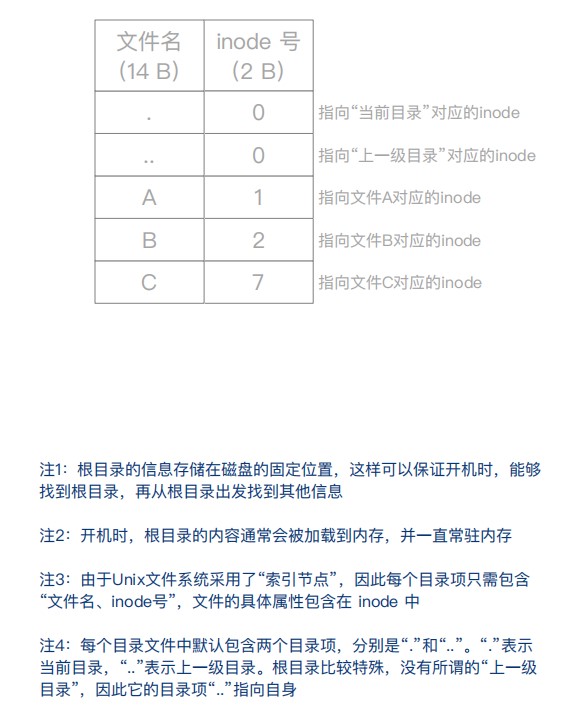 文件名 inode 号
(14 B) (2 B)
. 0 指向“当前目录”对应的inode
.. 0 指向“上一级目录”对应的inode
A 1 指向文件A对应的inode
B 2 指向文件B对应的inode
C 7 指向文件C对应的inode
注1：根目录的信息存储在磁盘的固定位置，这样可以保证开机时，能够
找到根目录，再从根目录出发找到其他信息
注2：开机时，根目录的内容通常会被加载到内存，并一直常驻内存
注3：由于Unix文件系统采用了“索引节点”，因此每个目录项只需包含
“文件名、inode号”，文件的具体属性包含在 inode 中
注4：每个目录文件中默认包含两个目录项，分别是“.”和“..”。“.”表示
当前目录，“..”表示上一级目录。根目录比较特殊，没有所谓的“上一级
目录”，因此它的目录项“..”指向自身